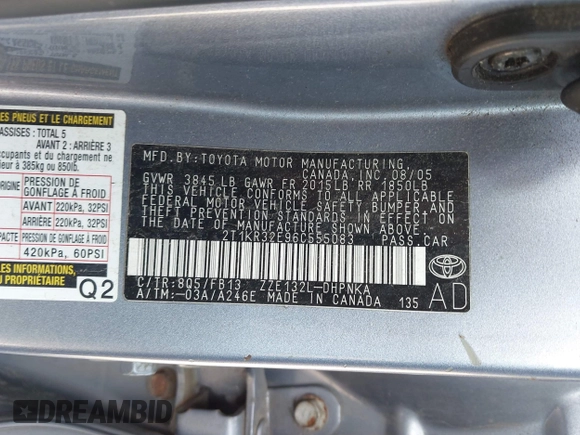 ES PNEUS ET LE CHARGEMENT
ASSISES : TOTAL 5
AVANT 2 : ARRIÈRE 3
cupants et du chargement ne
ieur à 385kg ou 850lb.
ORIGINE PRESSION DE GONFLAGE À FROID
AVANT 220kPa, 32PSI
ARRIÈRE 220kPa, 32PSI
PACTE PRESSION DE GONFLAGE À FROID
420kPa, 60PSI
LES INFORMATIONS,
U PROPRIÉTAIRE
Q2
MFD. BY: TOYOTA MOTOR MANUFACTURING
CANADA, INC. 08/05
GVWR 3845 LB GAWR FR 2015LB RR 1850LB
THIS VEHICLE CONFORMS TO ALL APPLICABLE
FEDERAL MOTOR VEHICLE SAFETY BUMPER, AND
THEFT PREVENTION STANDARDS IN EFFECT ON
THE DATE OF MANUFACTURE SHOWN ABOVE.
2T1KR32E96C555083 PASS. CAR
C/TR: 8Q5/FB13 ZZE132L-DHPNKA
A/TM:-03A/A246E MADE IN CANADA 135
AD
DREAMBID